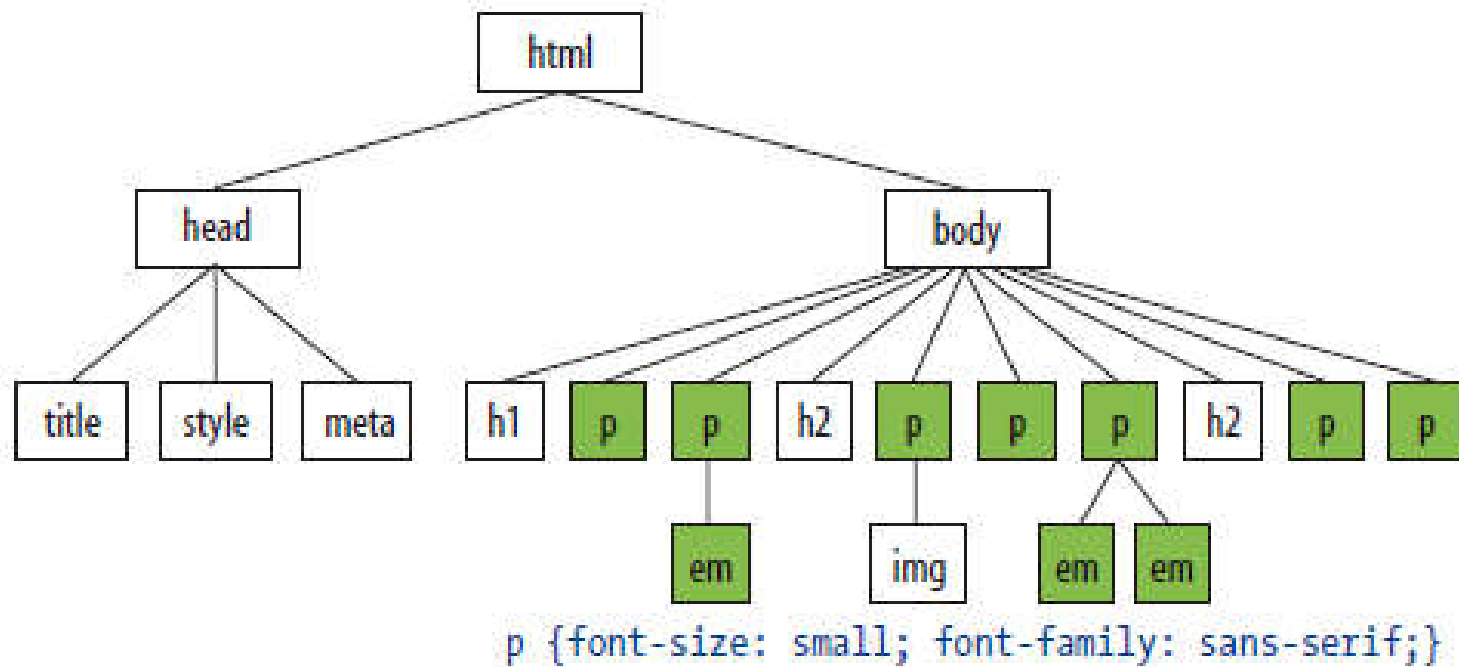 html
head body
title style meta h1 p p h2 p p p h2 p p
em img em em
p {font-size: small; font-family: sans-serif;}